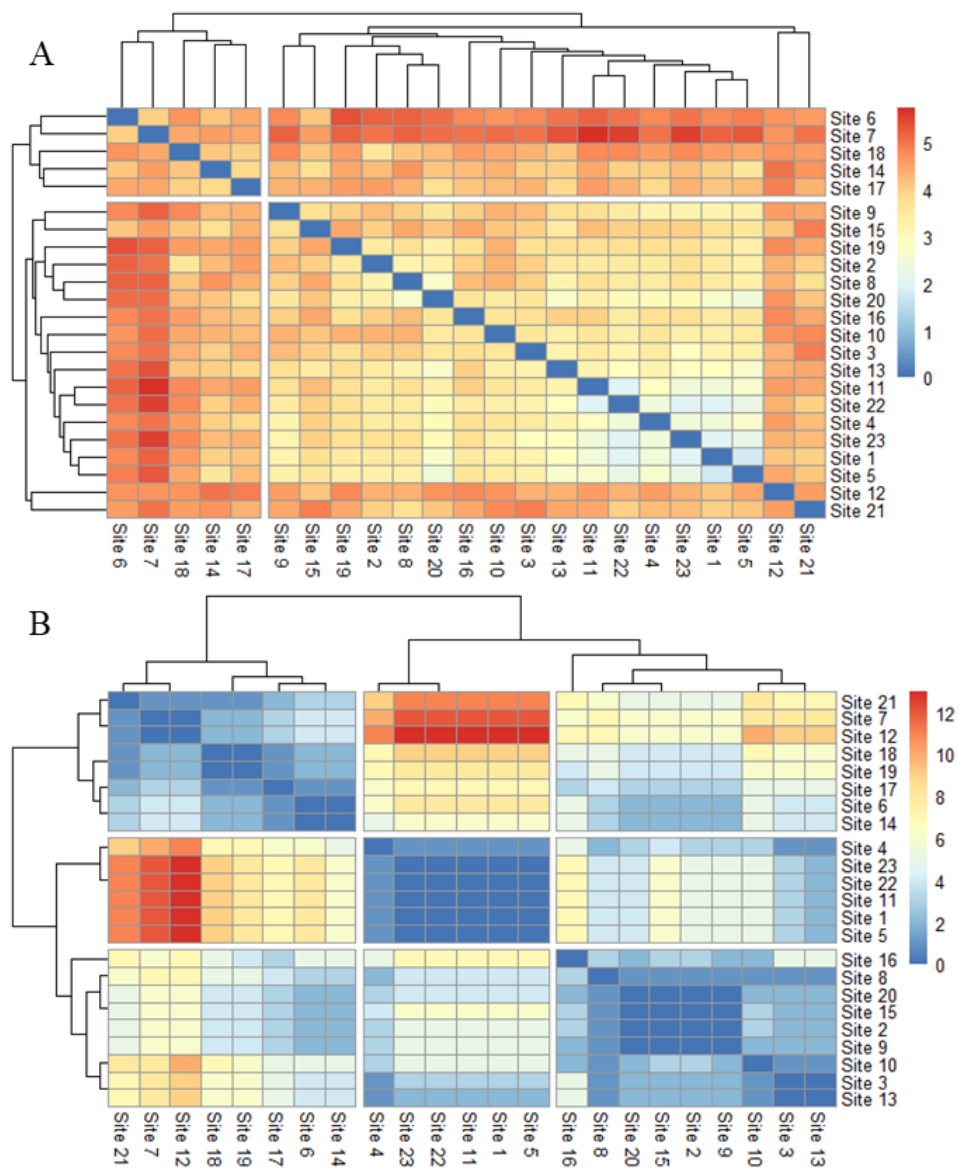 A
Site 6
Site 7
Site 18
Site 14
Site 17
Site 9
Site 15
Site 19
Site 2
Site 8
Site 20
Site 16
Site 10
Site 3
Site 13
Site 11
Site 22
Site 4
Site 23
Site 1
Site 5
Site 12
Site 21
5
4
3
2
1
0
Site 6
Site 7
Site 18
Site 14
Site 17
Site 9
Site 15
Site 19
Site 2
Site 8
Site 20
Site 16
Site 10
Site 3
Site 13
Site 11
Site 22
Site 4
Site 23
Site 1
Site 5
Site 12
Site 21
B
Site 21
Site 7
Site 12
Site 18
Site 19
Site 17
Site 6
Site 14
Site 4
Site 23
Site 22
Site 11
Site 1
Site 5
Site 16
Site 8
Site 20
Site 15
Site 2
Site 9
Site 10
Site 3
Site 13
12
10
8
6
4
2
0
Site 21
Site 7
Site 12
Site 18
Site 19
Site 17
Site 6
Site 14
Site 4
Site 23
Site 22
Site 11
Site 1
Site 5
Site 16
Site 8
Site 20
Site 15
Site 2
Site 9
Site 10
Site 3
Site 13